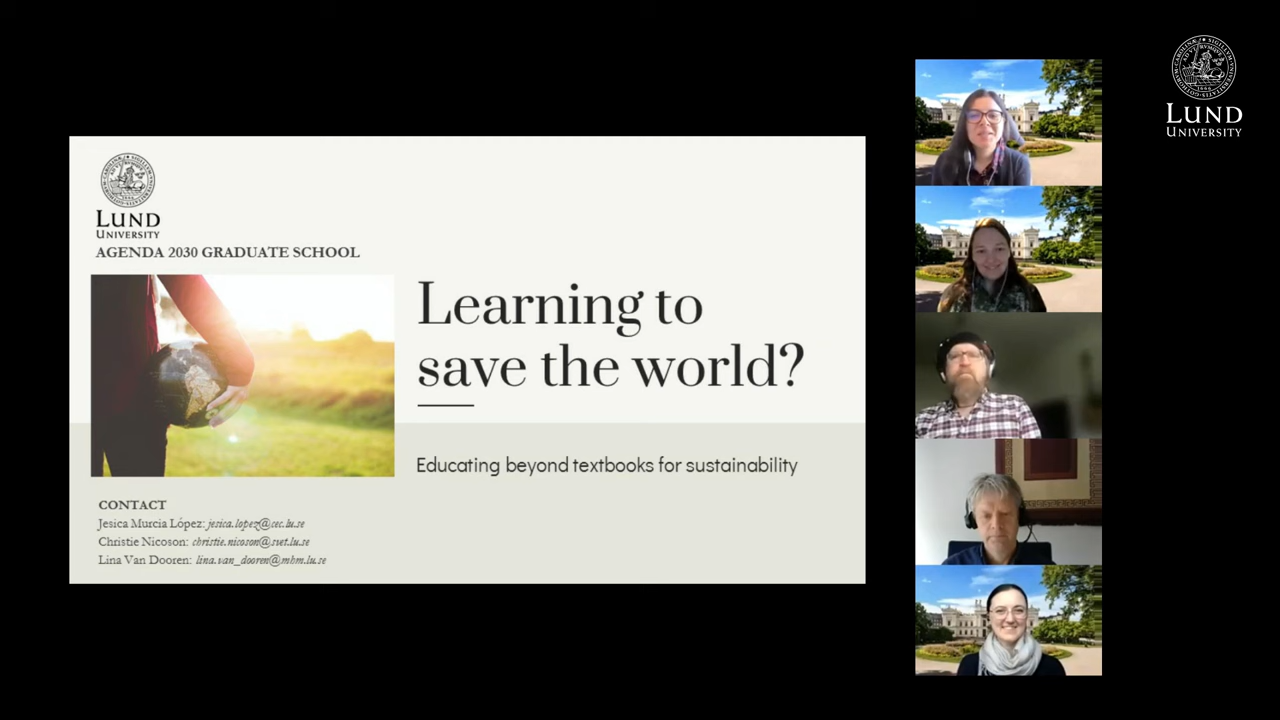 LUND
UNIVERSITY
AGENDA 2030 GRADUATE SCHOOL
Learning to
save the world?
Educating beyond textbooks for sustainability
CONTACT
Jesica Murcia López: jesica.lopez@cec.lu.se
Christie Nicoson: christie.nicoson@svet.lu.se
Lina Van Dooren: lina.van_dooren@mhm.lu.se
LUND
UNIVERSITY